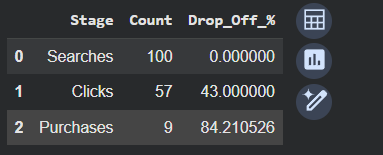 Stage Count Drop_Off_%
0 Searches 100 0.000000
1 Clicks 57 43.000000
2 Purchases 9 84.210526